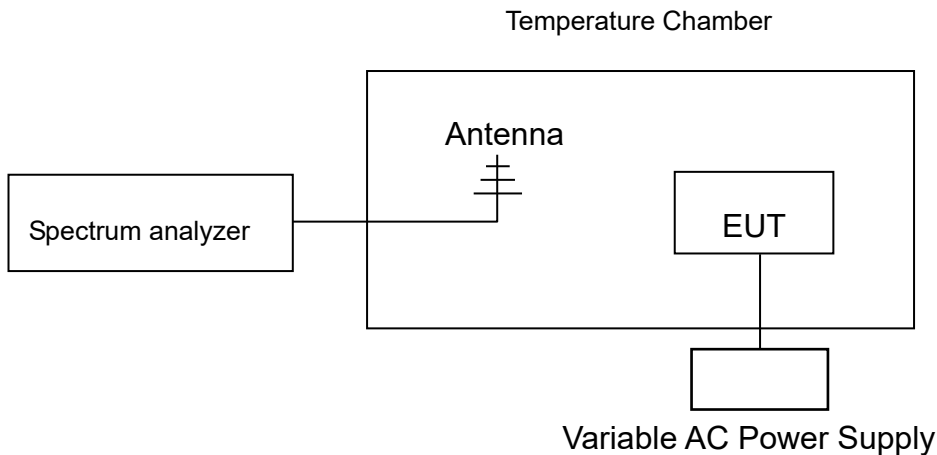 Temperature Chamber
Antenna
Spectrum analyzer
EUT
Variable AC Power Supply